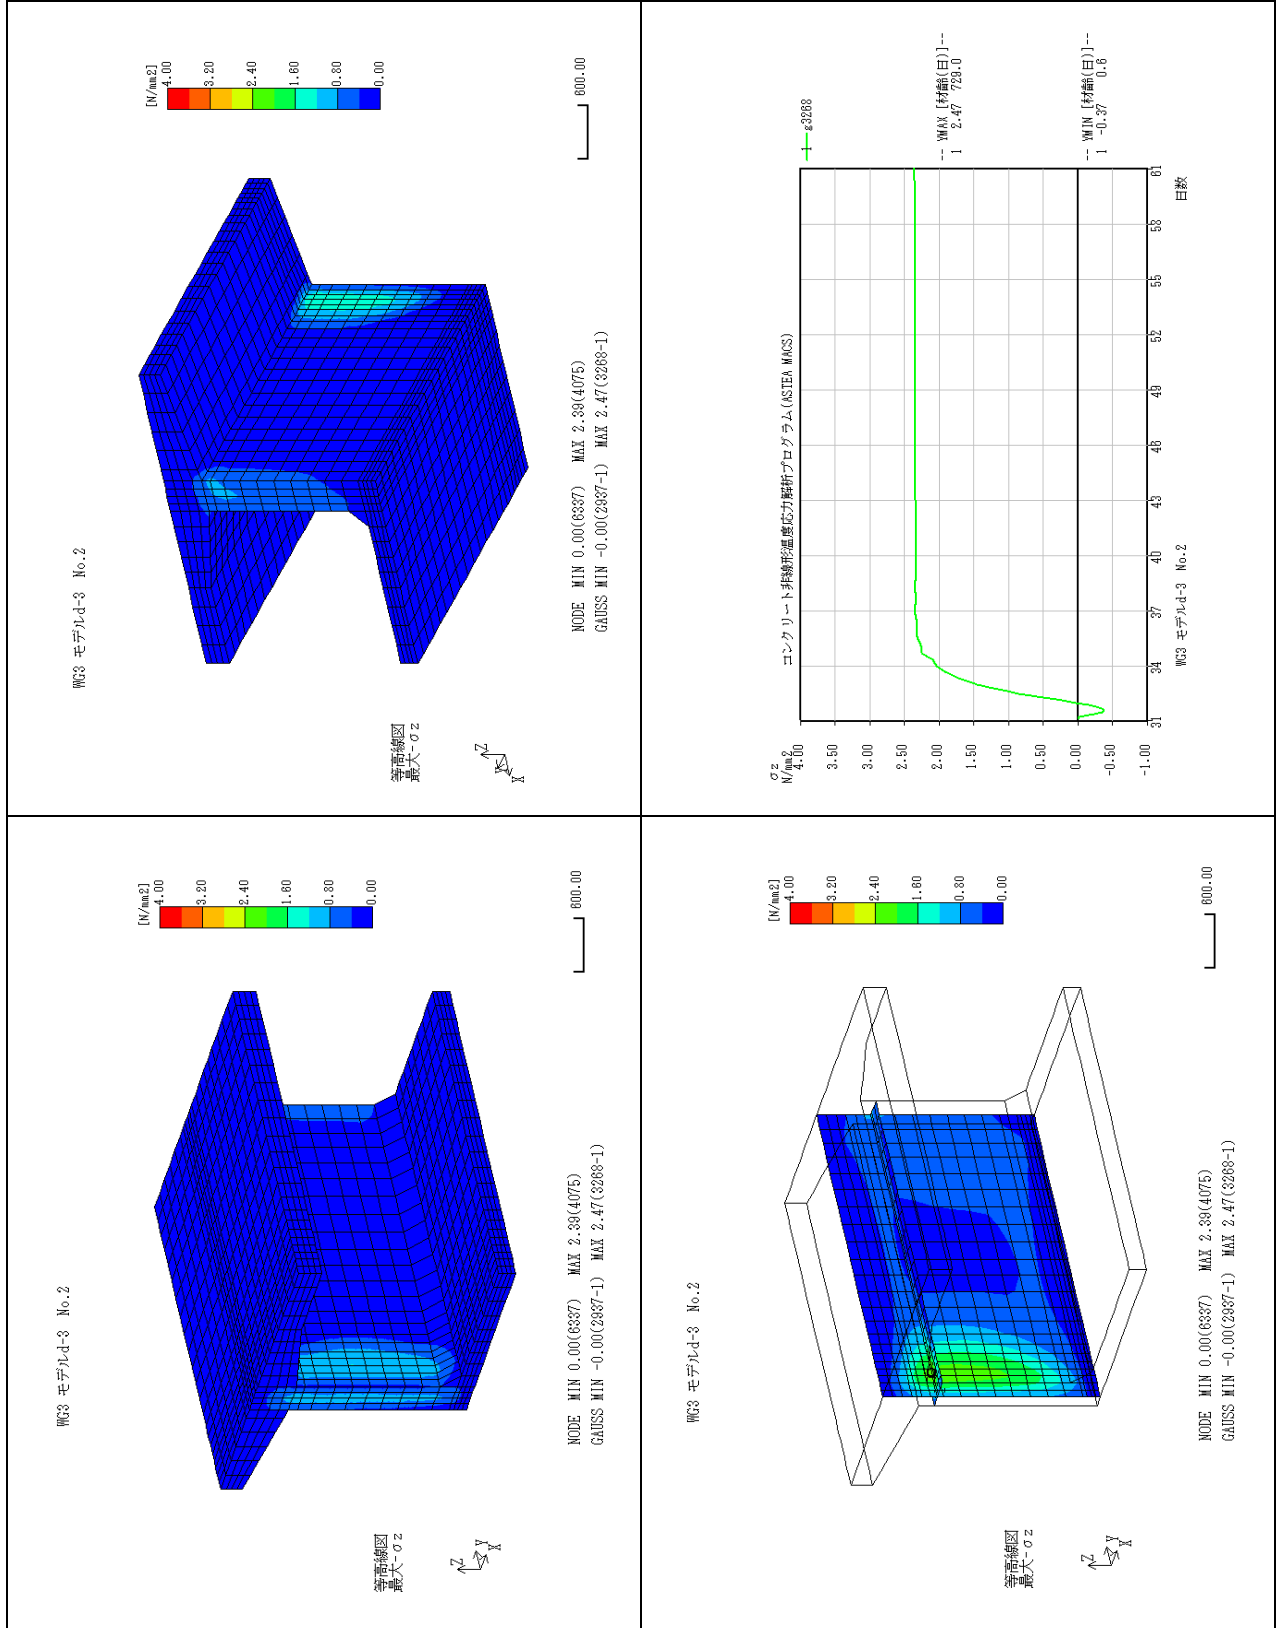 WG3 モデルd-3 No.2
[N/mm2]
4.00
3.20
2.40
1.60
0.80
0.00
600.00
等高線図
最大-σz
Z
Y
X
NODE MIN 0.00(6337) MAX 2.39(4075)
GAUSS MIN -0.00(2937-1) MAX 2.47(3268-1)
WG3 モデルd-3 No.2
[N/mm2]
4.00
3.20
2.40
1.60
0.80
0.00
600.00
等高線図
最大-σz
Z
X
NODE MIN 0.00(6337) MAX 2.39(4075)
GAUSS MIN -0.00(2937-1) MAX 2.47(3268-1)
WG3 モデルd-3 No.2
[N/mm2]
4.00
3.20
2.40
1.60
0.80
0.00
600.00
等高線図
最大-σz
Z
Y
X
NODE MIN 0.00(6337) MAX 2.39(4075)
GAUSS MIN -0.00(2937-1) MAX 2.47(3268-1)
コンクリート非線形温度応力解析プログラム(ASTEA MACS)
σz
N/mm2
4.00
3.50
3.00
2.50
2.00
1.50
1.00
0.50
0.00
-0.50
-1.00
31
34
37
40
43
46
49
52
55
58
61
日数
1 g3268
-- YMAX [材齢(日)]--
1 2.47 729.0
-- YMIN [材齢(日)]--
1 -0.37 0.6
WG3 モデルd-3 No.2